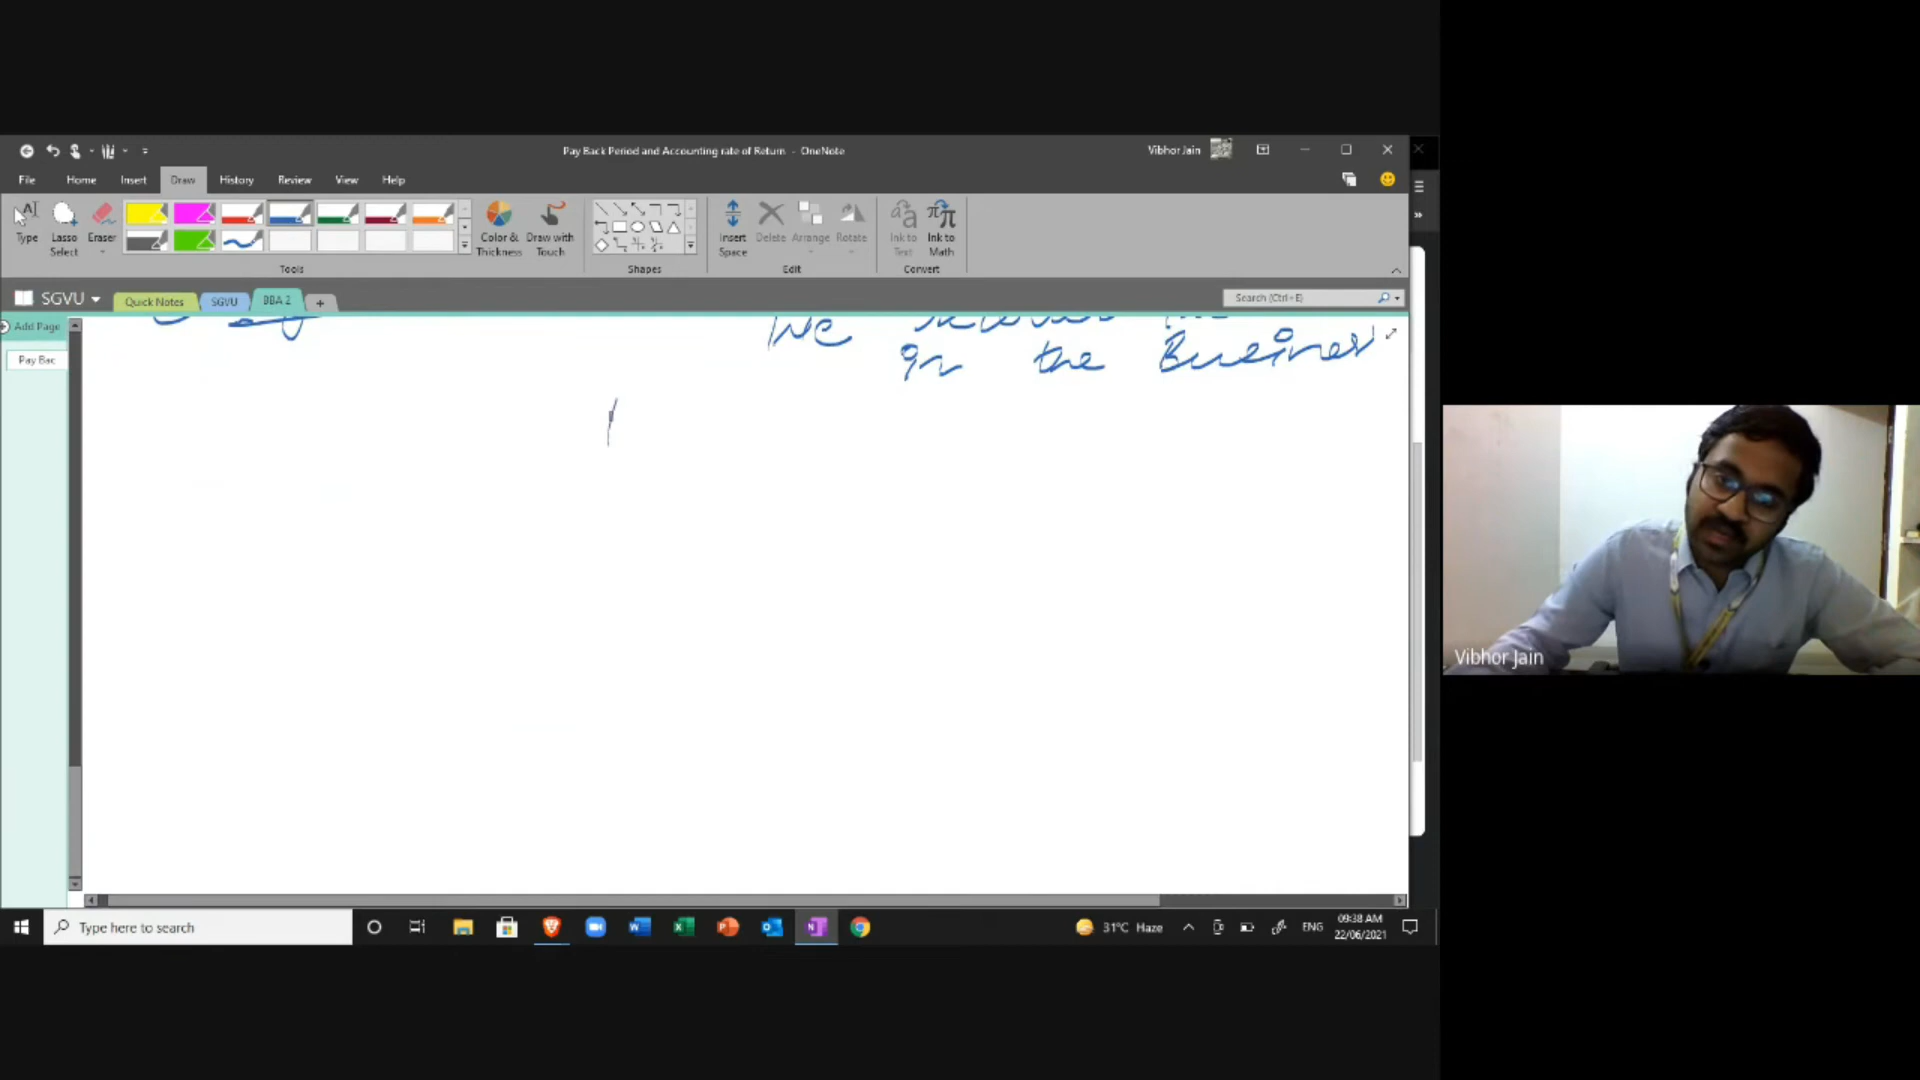 Pay Back Period and Accounting rate of Return - OneNote
Vibhor Jain
File Home Insert Draw History Review View Help
Type
Lasso Select
Eraser
Color & Thickness
Draw with Touch
Insert Space
Delete
Arrange
Rotate
Ink to Text
Ink to Math
Tools
Shapes
Edit
Convert
SGVU
Quick Notes
SGVU
BBA 2
Search (Ctrl+E)
Add Page
Pay Bac
We
in the Business
Vibhor Jain
Type here to search
31°C Haze
ENG
09:38 AM
22/06/2021